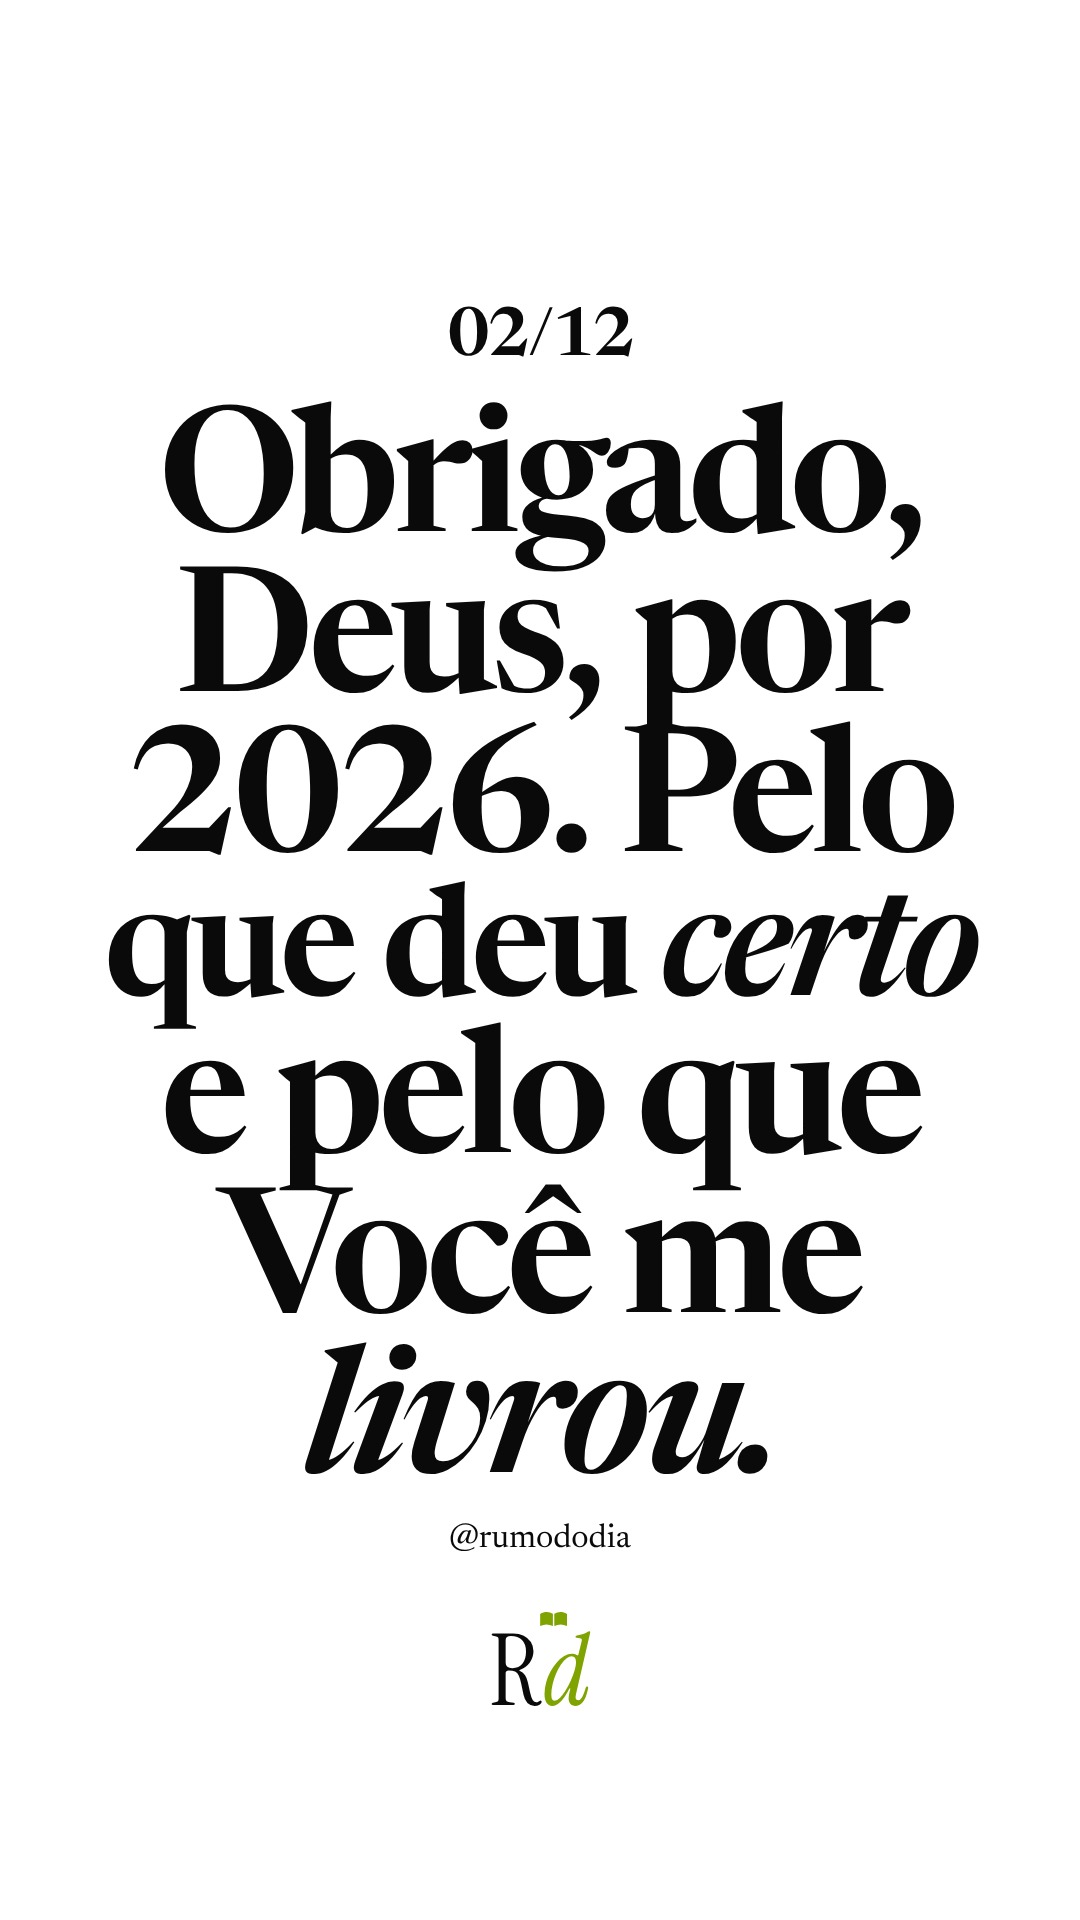 02/12
Obrigado,
Deus, por
2026. Pelo
que deu certo
e pelo que
Você me
livrou.
@rumododia
Rd